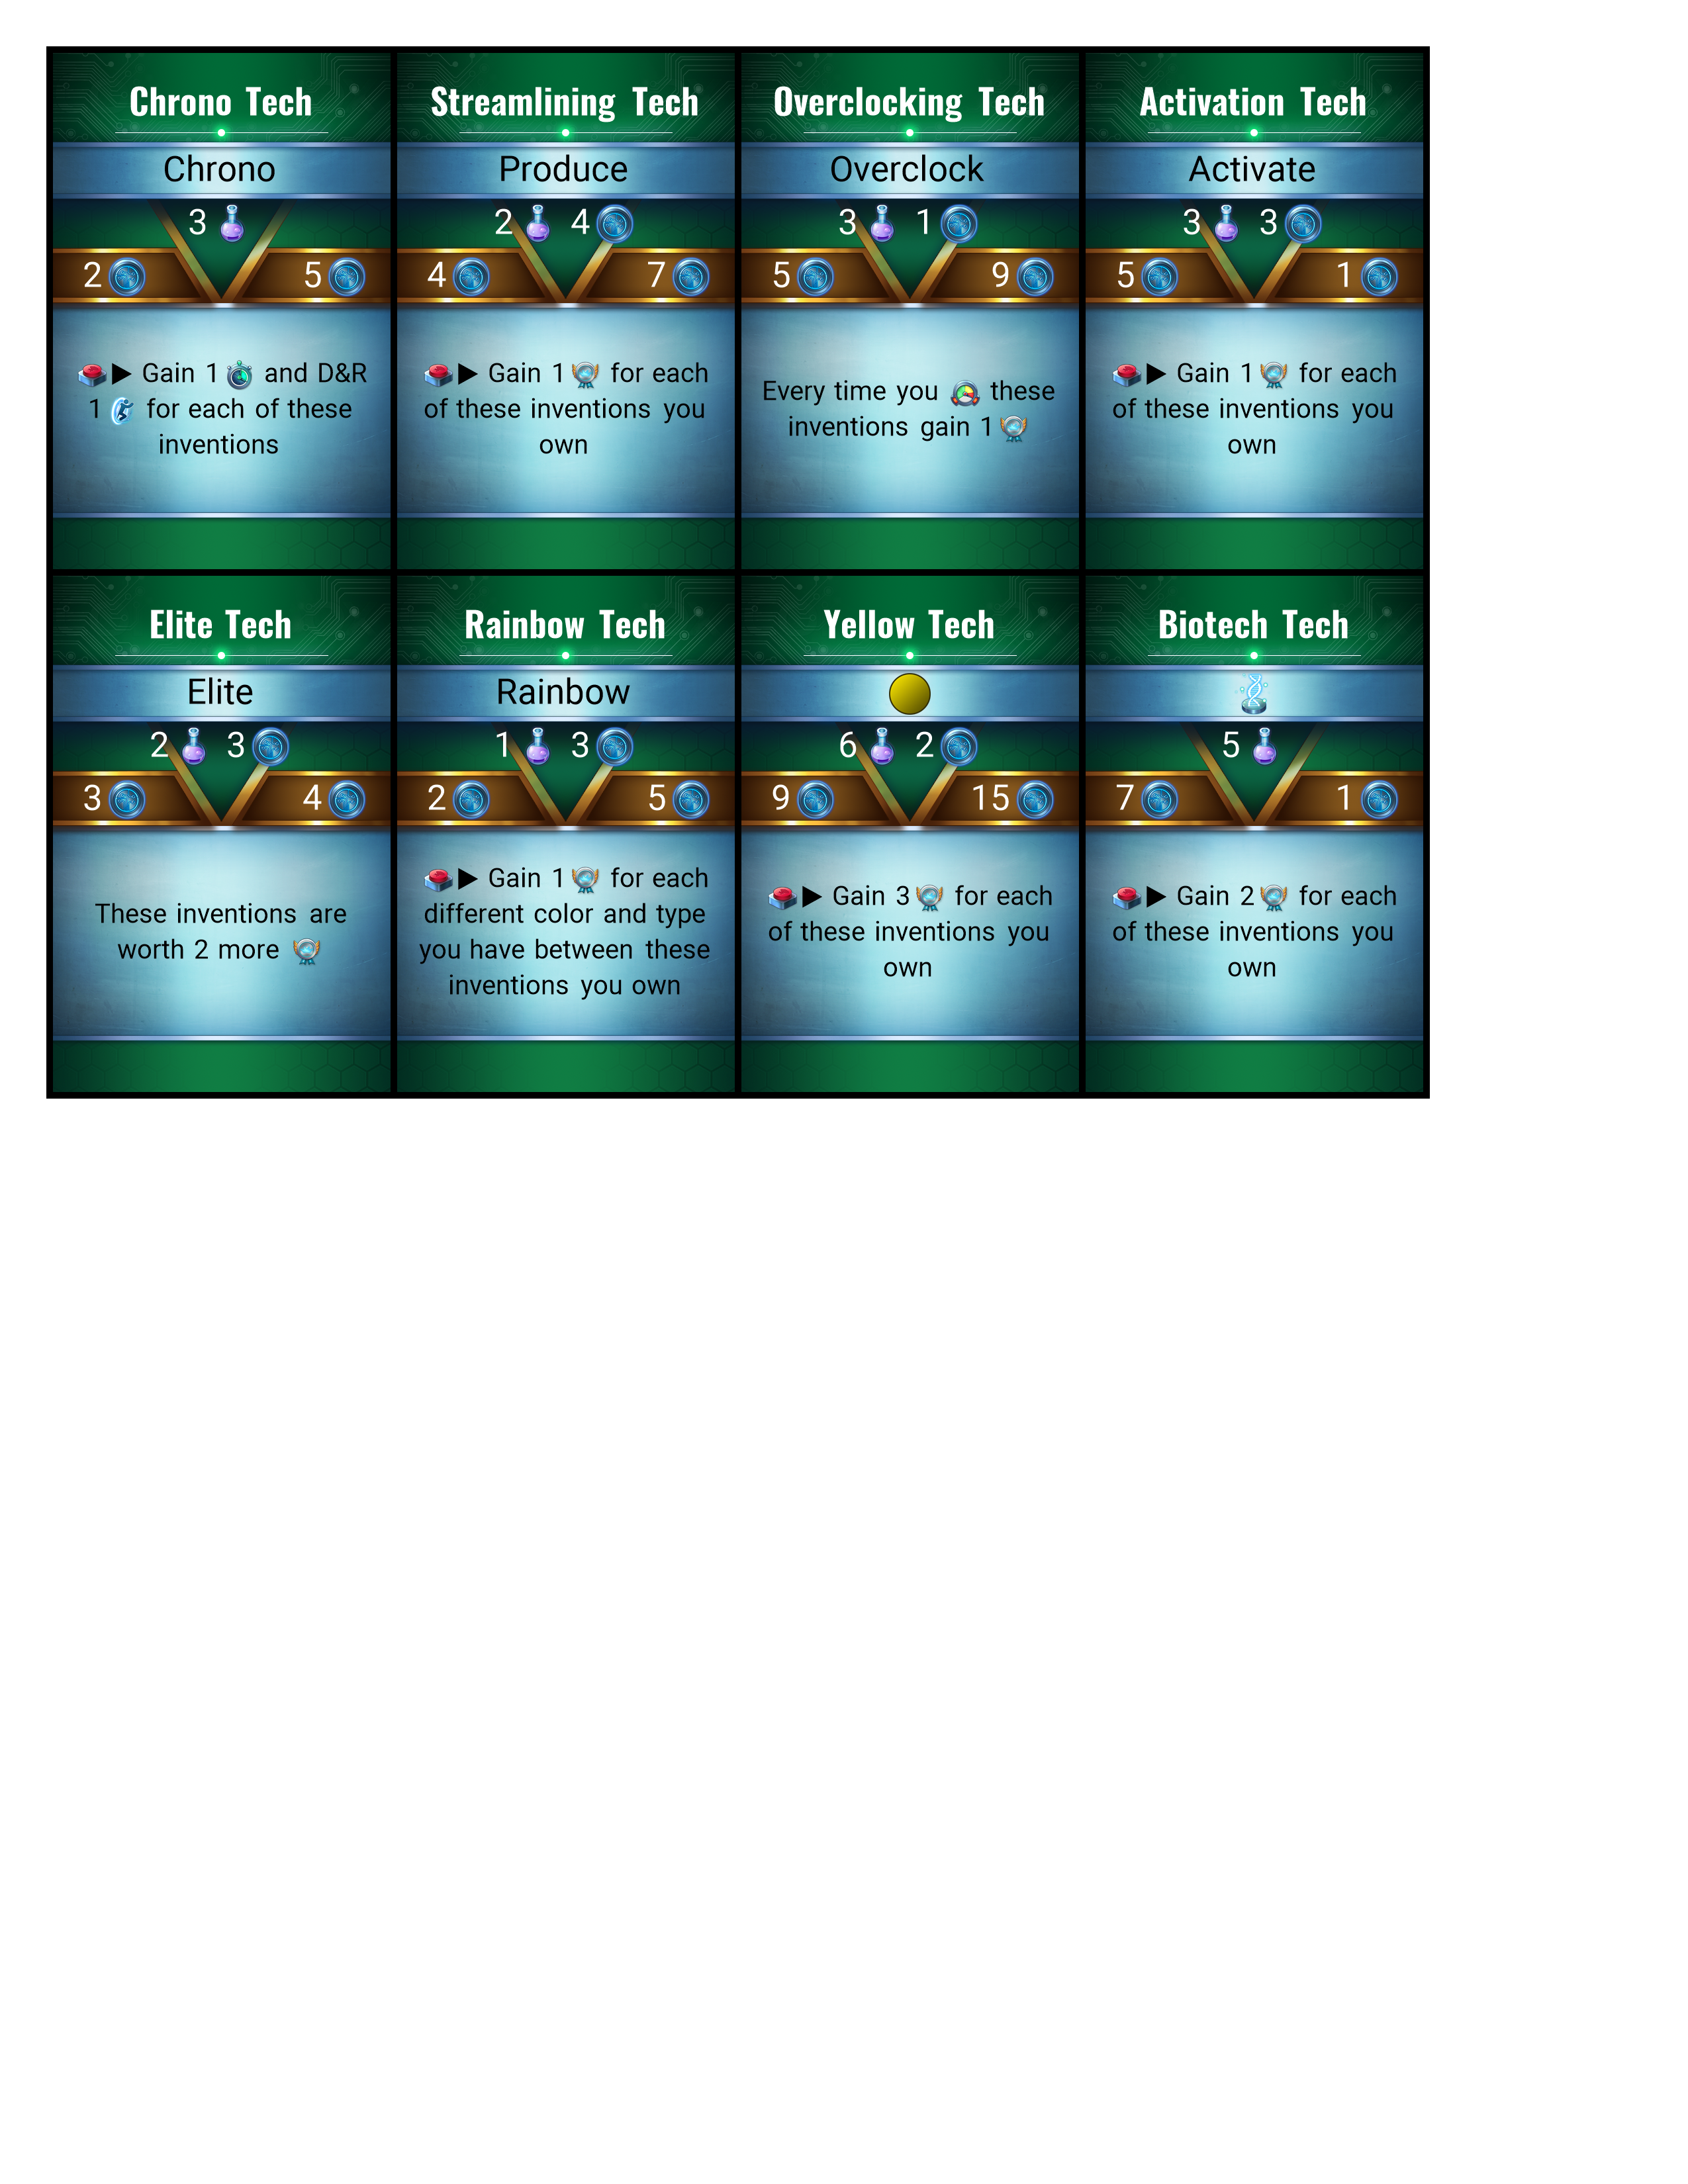 Chrono Tech
Chrono
3
2 5
▶ Gain 1 and D&R
1 for each of these
inventions
Streamlining Tech
Produce
2 4
4 7
▶ Gain 1 for each
of these inventions you
own
Overclocking Tech
Overclock
3 1
5 9
Every time you these
inventions gain 1
Activation Tech
Activate
3 3
5 1
▶ Gain 1 for each
of these inventions you
own
Elite Tech
Elite
2 3
3 4
These inventions are
worth 2 more
Rainbow Tech
Rainbow
1 3
2 5
▶ Gain 1 for each
different color and type
you have between these
inventions you own
Yellow Tech
6 2
9 15
▶ Gain 3 for each
of these inventions you
own
Biotech Tech
5
7 1
▶ Gain 2 for each
of these inventions you
own